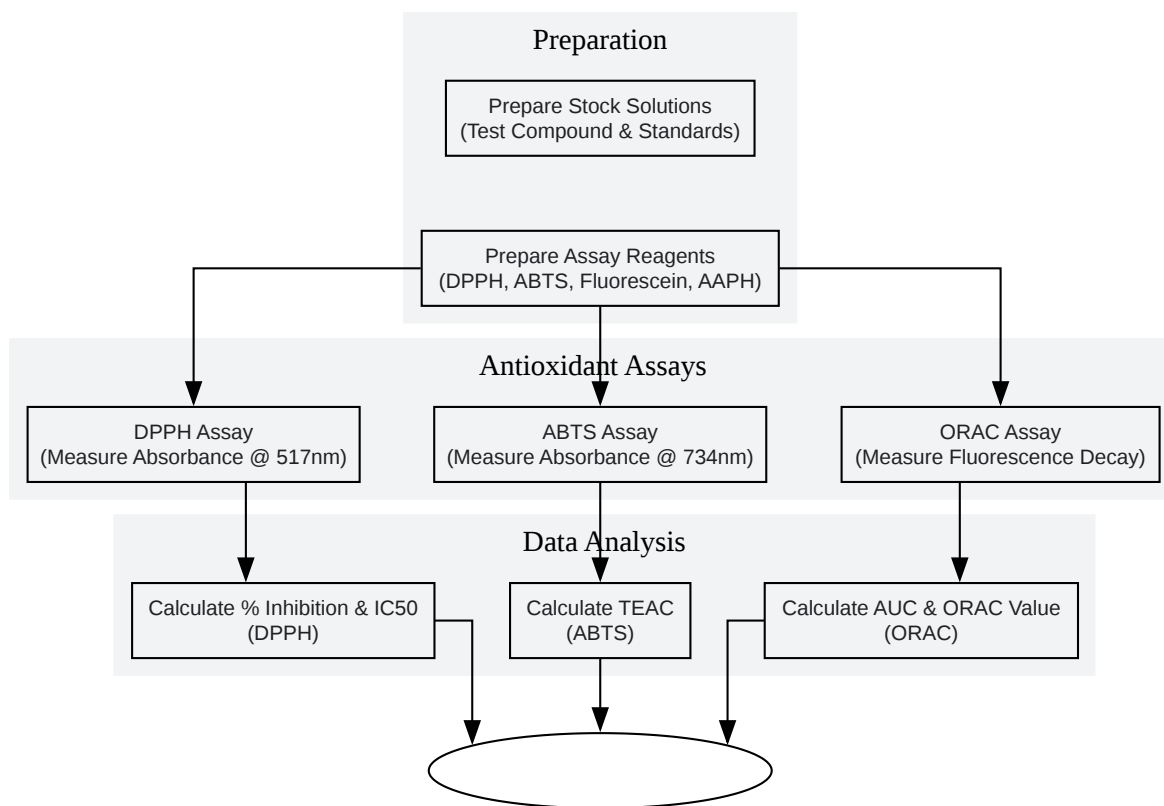 Preparation
Prepare Stock Solutions
(Test Compound & Standards)
Prepare Assay Reagents
(DPPH, ABTS, Fluorescein, AAPH)
Antioxidant Assays
DPPH Assay
(Measure Absorbance @ 517nm)
ABTS Assay
(Measure Absorbance @ 734nm)
ORAC Assay
(Measure Fluorescence Decay)
Data Analysis
Calculate % Inhibition & IC50
(DPPH)
Calculate TEAC
(ABTS)
Calculate AUC & ORAC Value
(ORAC)